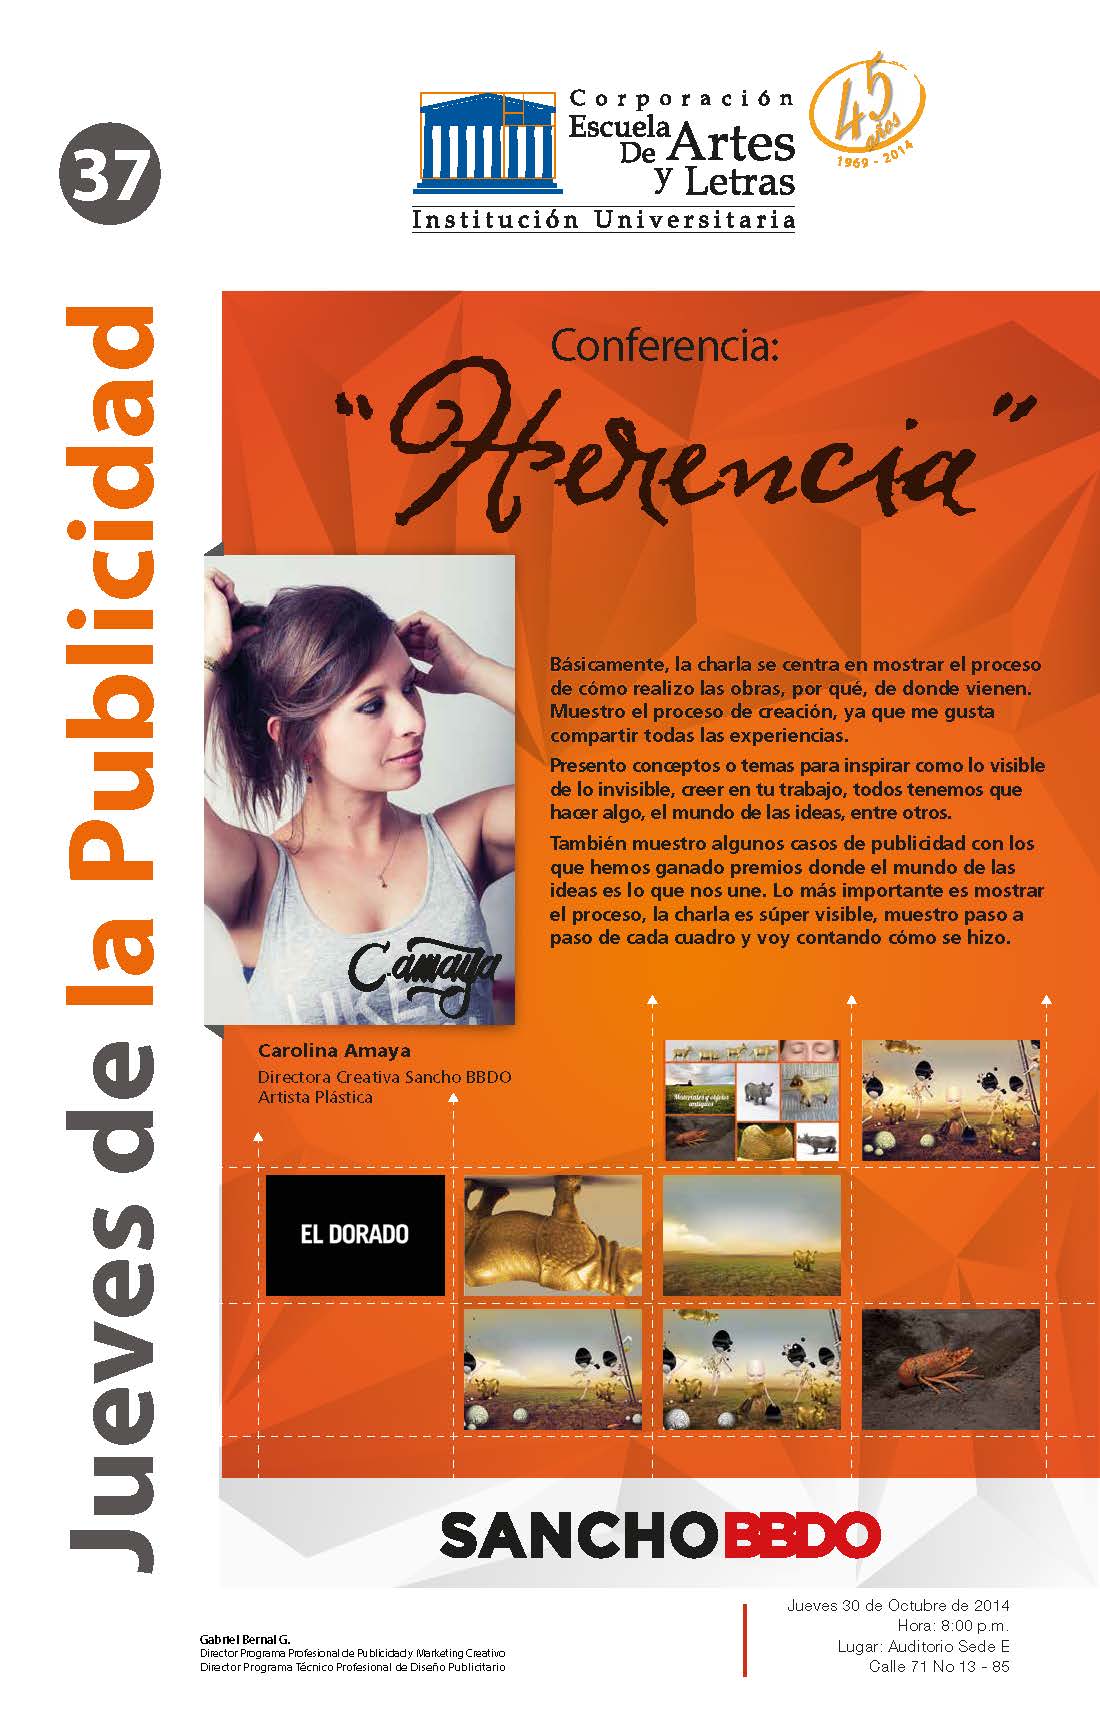 37
Jueves de la Publicidad
Corporación
Escuela
De Artes
y Letras
Institución Universitaria
45
años
1969 - 2014
Conferencia:
“Herencia”
Básicamente, la charla se centra en mostrar el proceso
de cómo realizo las obras, por qué, de donde vienen.
Muestro el proceso de creación, ya que me gusta
compartir todas las experiencias.
Presento conceptos o temas para inspirar como lo visible
de lo invisible, creer en tu trabajo, todos tenemos que
hacer algo, el mundo de las ideas, entre otros.
También muestro algunos casos de publicidad con los
que hemos ganado premios donde el mundo de las
ideas es lo que nos une. Lo más importante es mostrar
el proceso, la charla es súper visible, muestro paso a
paso de cada cuadro y voy contando cómo se hizo.
C.amaya
LIKE
Carolina Amaya
Directora Creativa Sancho BBDO
Artista Plástica
Materiales y objetos
antiguos
EL DORADO
SANCHOBBDO
Gabriel Bernal G.
Director Programa Profesional de Publicidad y Marketing Creativo
Director Programa Técnico Profesional de Diseño Publicitario
Jueves 30 de Octubre de 2014
Hora: 8:00 p.m.
Lugar: Auditorio Sede E
Calle 71 No 13 - 85